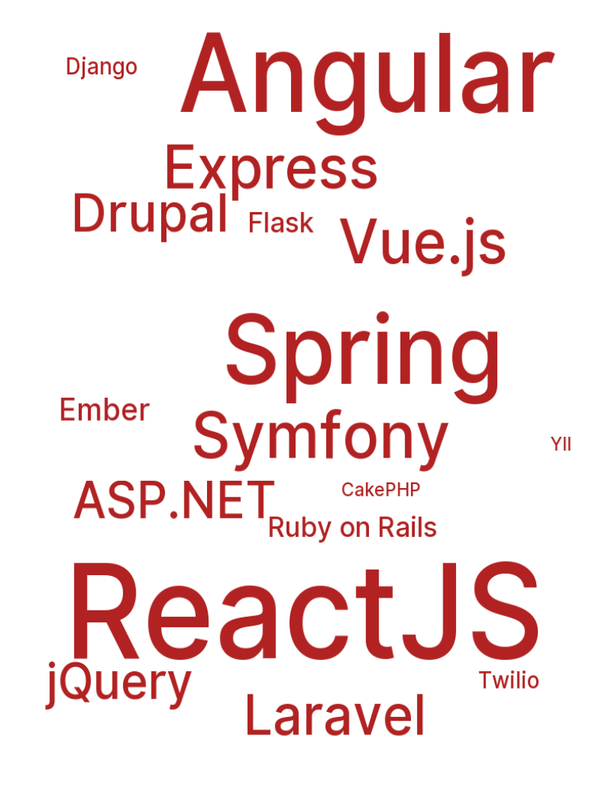 Angular
Django
Express
Drupal
Flask
Vue.js
Spring
Ember
Symfony
YII
ASP.NET
CakePHP
Ruby on Rails
ReactJS
jQuery
Twilio
Laravel